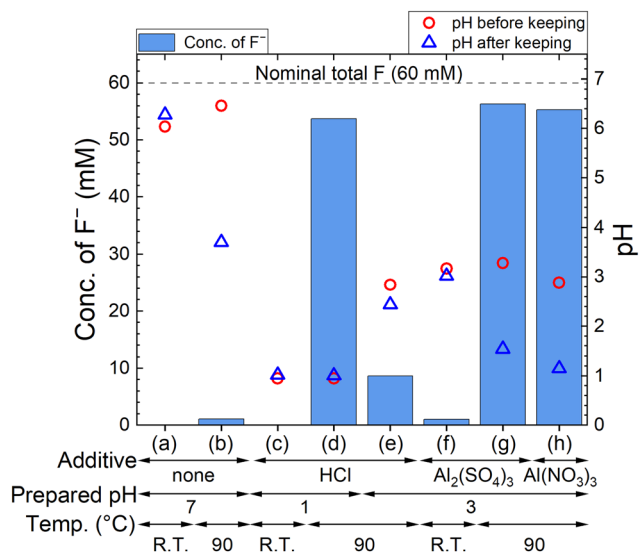 Conc. of F⁻
pH before keeping
pH after keeping
Nominal total F (60 mM)
Conc. of F⁻ (mM)
60
50
40
30
20
10
0
pH
7
6
5
4
3
2
1
0
(a) (b) (c) (d) (e) (f) (g) (h)
Additive
none HCl Al₂(SO₄)₃ Al(NO₃)₃
Prepared pH
7 1 3
Temp. (°C)
R.T. 90 R.T. 90 R.T. 90